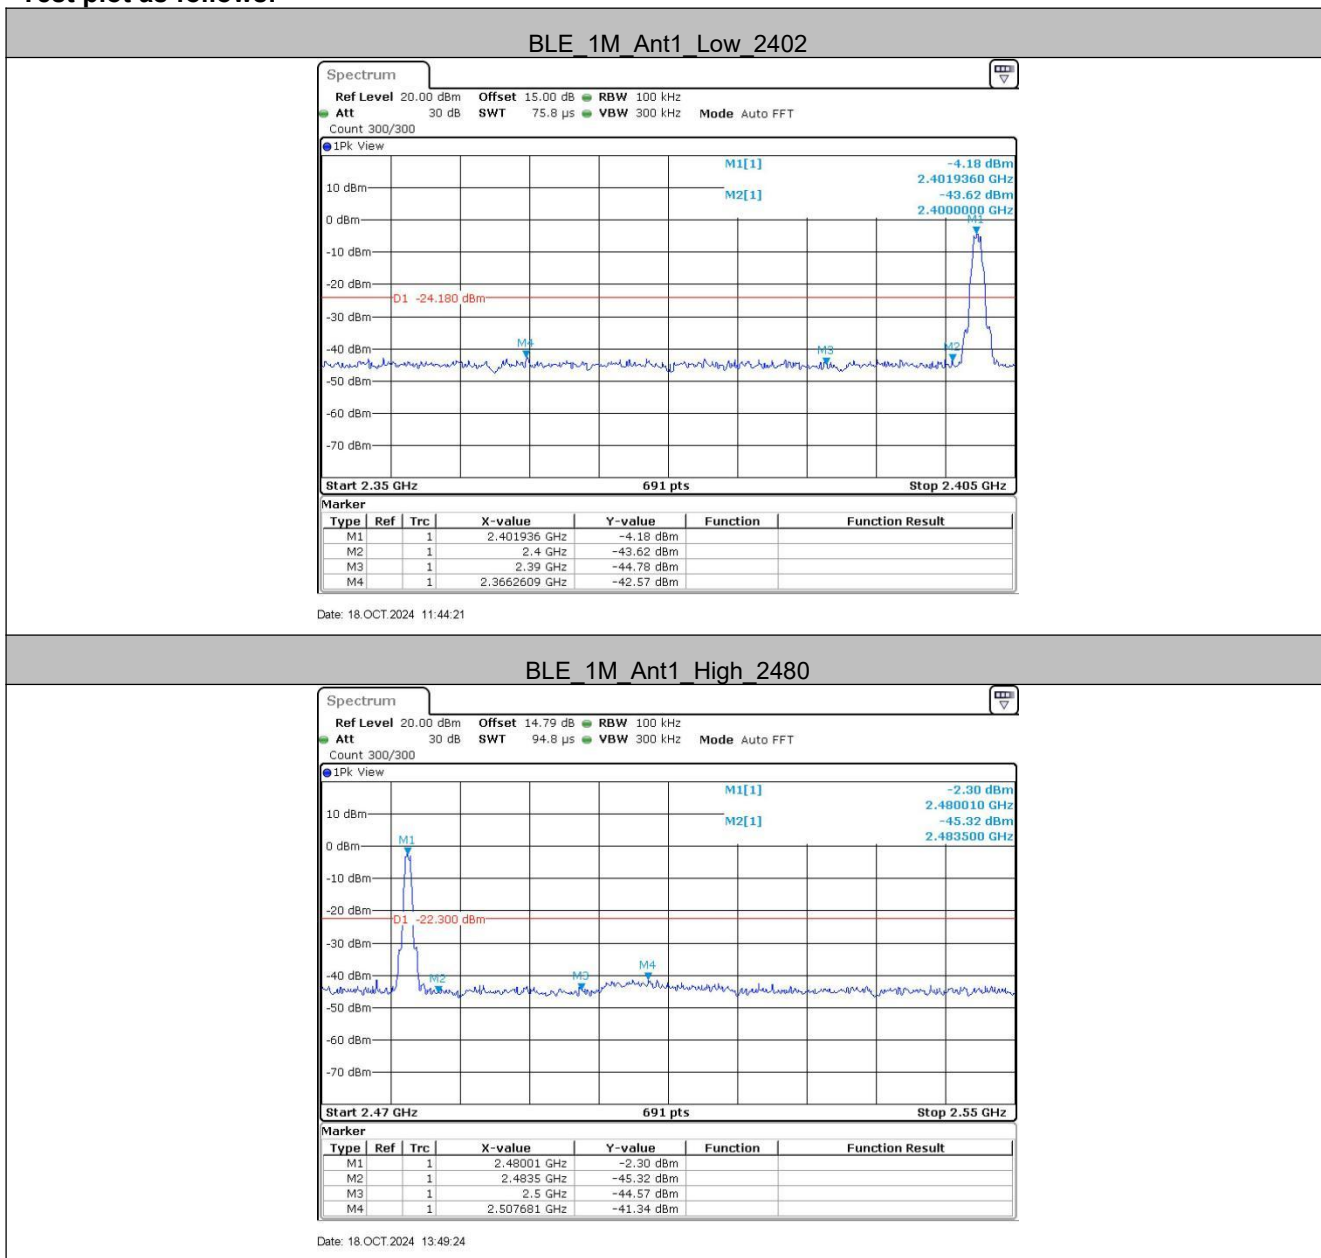 Test plot as follows:
BLE_1M_Ant1_Low_2402
Spectrum
Ref Level 20.00 dBm Offset 15.00 dB RBW 100 kHz
Att 30 dB SWT 75.8 µs VBW 300 kHz Mode Auto FFT
Count 300/300
1Pk View
M1[1] -4.18 dBm
2.4019360 GHz
M2[1] -43.62 dBm
2.4000000 GHz
10 dBm
0 dBm
M1
-10 dBm
-20 dBm
D1 -24.180 dBm
-30 dBm
-40 dBm
M4 M3 M2
-50 dBm
-60 dBm
-70 dBm
Start 2.35 GHz 691 pts Stop 2.405 GHz
Marker
Type Ref Trc X-value Y-value Function Function Result
M1 1 2.401936 GHz -4.18 dBm
M2 1 2.4 GHz -43.62 dBm
M3 1 2.39 GHz -44.78 dBm
M4 1 2.3662609 GHz -42.57 dBm
Date: 18.OCT.2024 11:44:21
BLE_1M_Ant1_High_2480
Spectrum
Ref Level 20.00 dBm Offset 14.79 dB RBW 100 kHz
Att 30 dB SWT 94.8 µs VBW 300 kHz Mode Auto FFT
Count 300/300
1Pk View
M1[1] -2.30 dBm
2.480010 GHz
M2[1] -45.32 dBm
2.483500 GHz
10 dBm
0 dBm
M1
-10 dBm
-20 dBm
D1 -22.300 dBm
-30 dBm
-40 dBm
M2 M3 M4
-50 dBm
-60 dBm
-70 dBm
Start 2.47 GHz 691 pts Stop 2.55 GHz
Marker
Type Ref Trc X-value Y-value Function Function Result
M1 1 2.48001 GHz -2.30 dBm
M2 1 2.4835 GHz -45.32 dBm
M3 1 2.5 GHz -44.57 dBm
M4 1 2.507681 GHz -41.34 dBm
Date: 18.OCT.2024 13:49:24